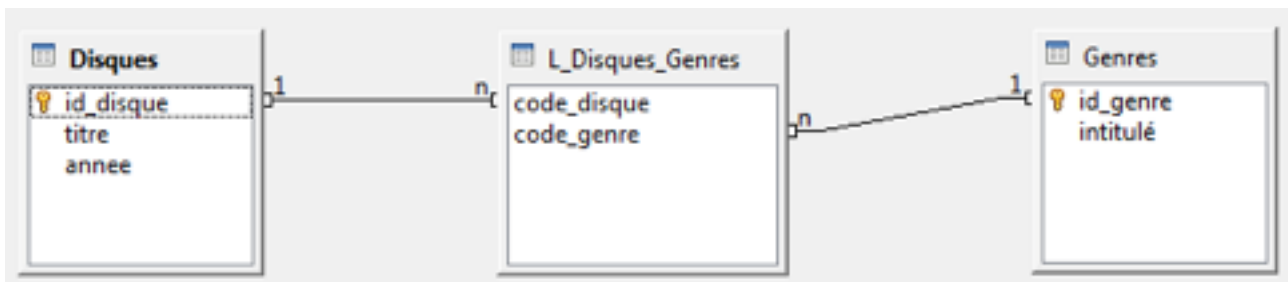 Disques
id_disque
titre
annee
1
n
L_Disques_Genres
code_disque
code_genre
n
1
Genres
id_genre
intitulé